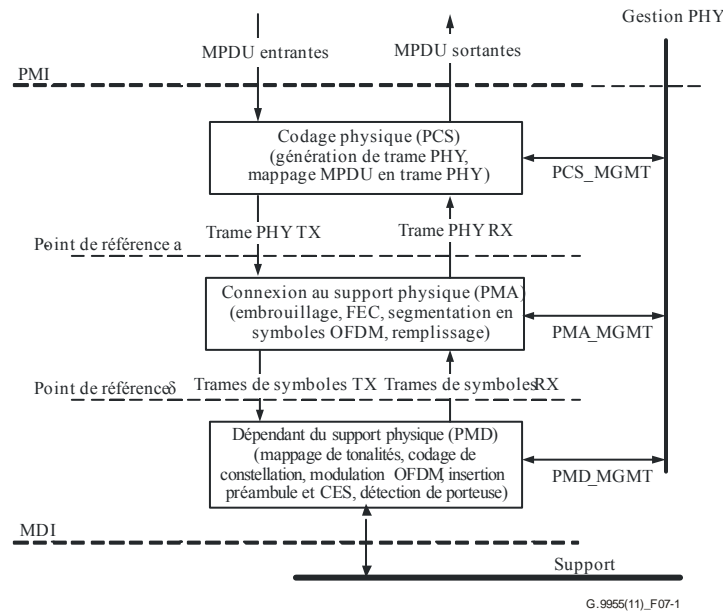 Gestion PHY
MPDU entrantes
MPDU sortantes
PMI
Codage physique (PCS)
(génération de trame PHY,
mappage MPDU en trame PHY)
PCS_MGMT
Trame PHY TX
Trame PHY RX
Point de référence a
Connexion au support physique (PMA)
(embrouillage, FEC, segmentation en
symboles OFDM, remplissage)
PMA_MGMT
Trames de symboles TX
Trames de symboles RX
Point de référence δ
Dépendant du support physique (PMD)
(mappage de tonalités, codage de
constellation, modulation OFDM, insertion
préambule et CES, détection de porteuse)
PMD_MGMT
MDI
Support
G.9955(11)_F07-1